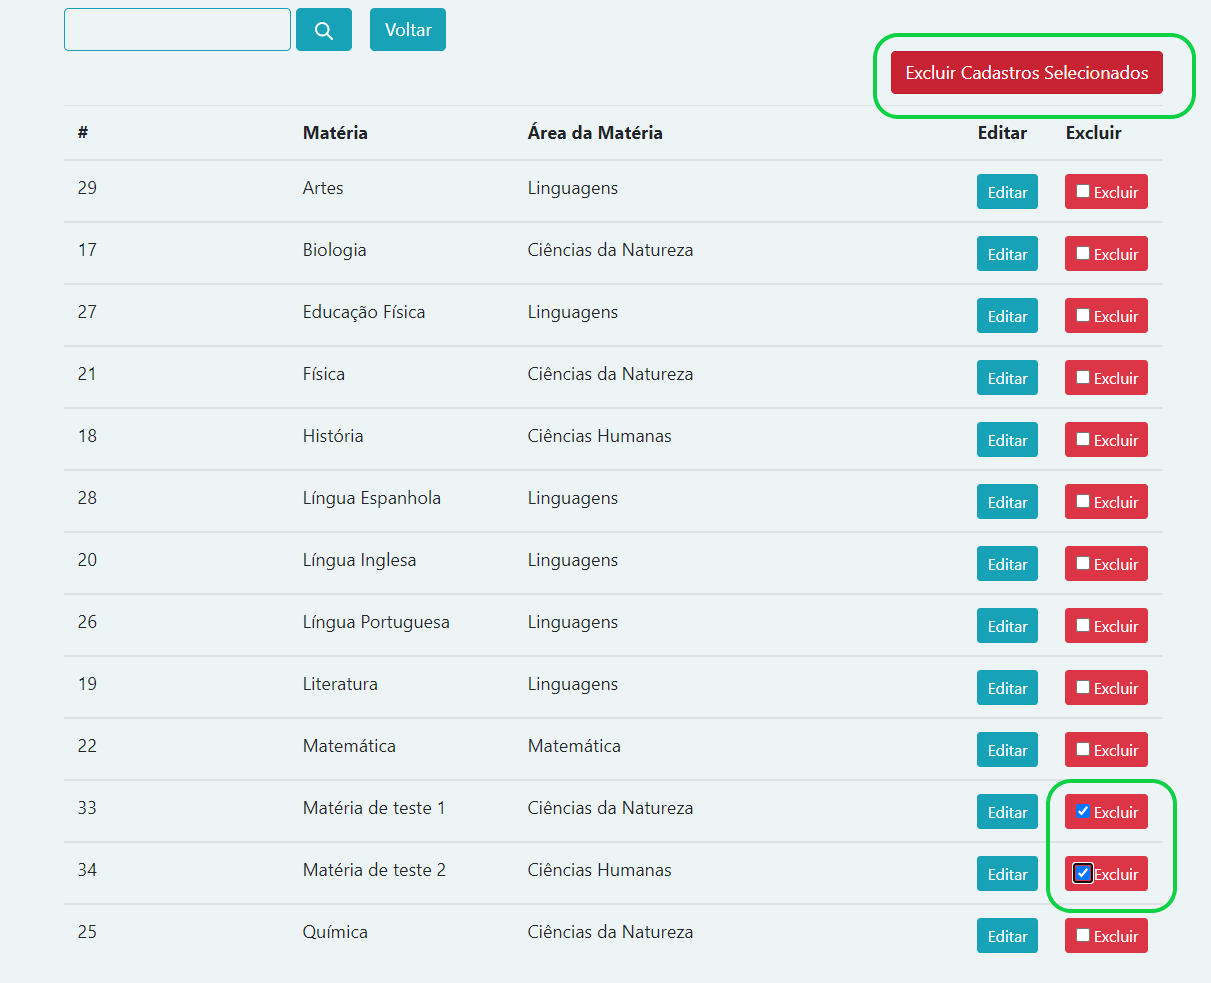 Voltar
Excluir Cadastros Selecionados
# Matéria Área da Matéria Editar Excluir
29 Artes Linguagens Editar Excluir
17 Biologia Ciências da Natureza Editar Excluir
27 Educação Física Linguagens Editar Excluir
21 Física Ciências da Natureza Editar Excluir
18 História Ciências Humanas Editar Excluir
28 Língua Espanhola Linguagens Editar Excluir
20 Língua Inglesa Linguagens Editar Excluir
26 Língua Portuguesa Linguagens Editar Excluir
19 Literatura Linguagens Editar Excluir
22 Matemática Matemática Editar Excluir
33 Matéria de teste 1 Ciências da Natureza Editar Excluir
34 Matéria de teste 2 Ciências Humanas Editar Excluir
25 Química Ciências da Natureza Editar Excluir